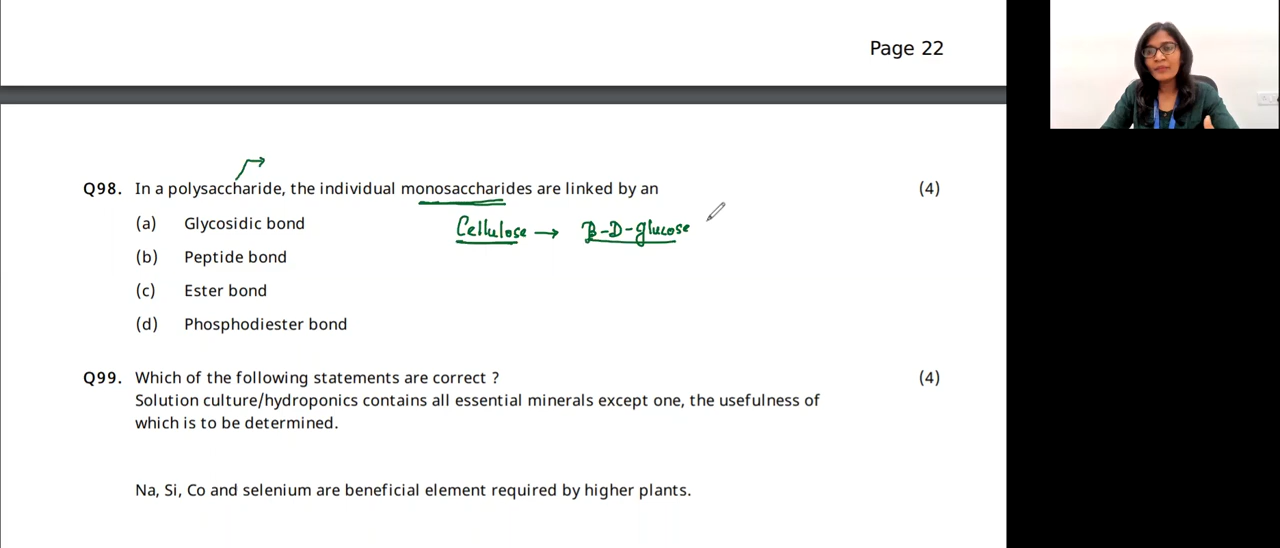 Page 22
Q98. In a polysaccharide, the individual monosaccharides are linked by an (4)
(a) Glycosidic bond
Cellulose → β-D-glucose
(b) Peptide bond
(c) Ester bond
(d) Phosphodiester bond
Q99. Which of the following statements are correct ? (4)
Solution culture/hydroponics contains all essential minerals except one, the usefulness of
which is to be determined.
Na, Si, Co and selenium are beneficial element required by higher plants.